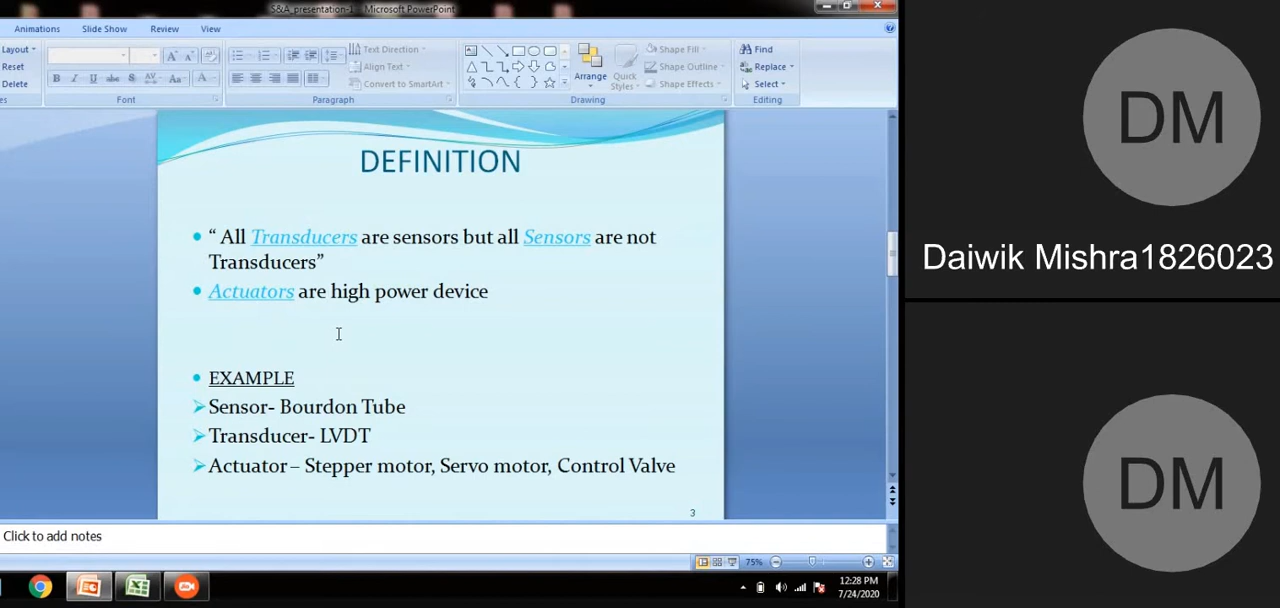 S&A_presentation-1 - Microsoft PowerPoint
Animations Slide Show Review View
Layout
Reset
Delete
Text Direction
Align Text
Convert to SmartArt
B I U abc S AV Aa A
Font
Paragraph
Arrange
Quick Styles
Shape Fill
Shape Outline
Shape Effects
Drawing
Find
Replace
Select
Editing
DEFINITION
“ All Transducers are sensors but all Sensors are not
Transducers”
Actuators are high power device
EXAMPLE
Sensor- Bourdon Tube
Transducer- LVDT
Actuator – Stepper motor, Servo motor, Control Valve
3
Click to add notes
75%
12:28 PM
7/24/2020
DM
Daiwik Mishra1826023
DM